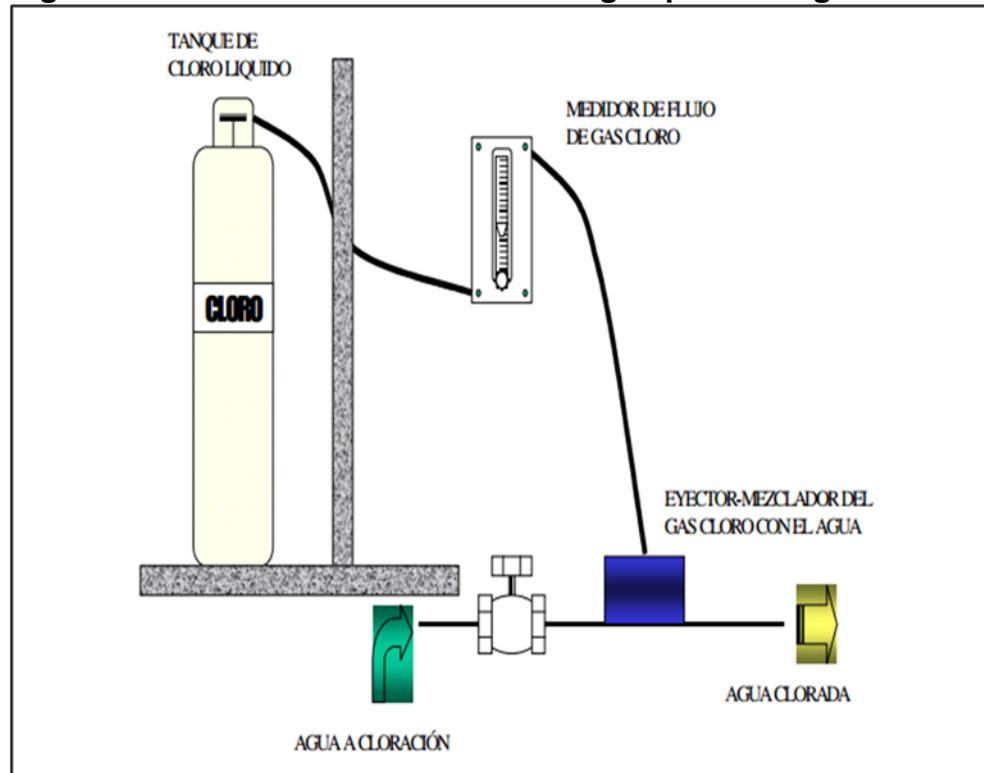 TANQUE DE
CLORO LIQUIDO
MEDIDOR DE FLUJO
DE GAS CLORO
CLORO
EYECTOR-MEZCLADOR DEL
GAS CLORO CON EL AGUA
AGUA CLORADA
AGUA A CLORACIÓN